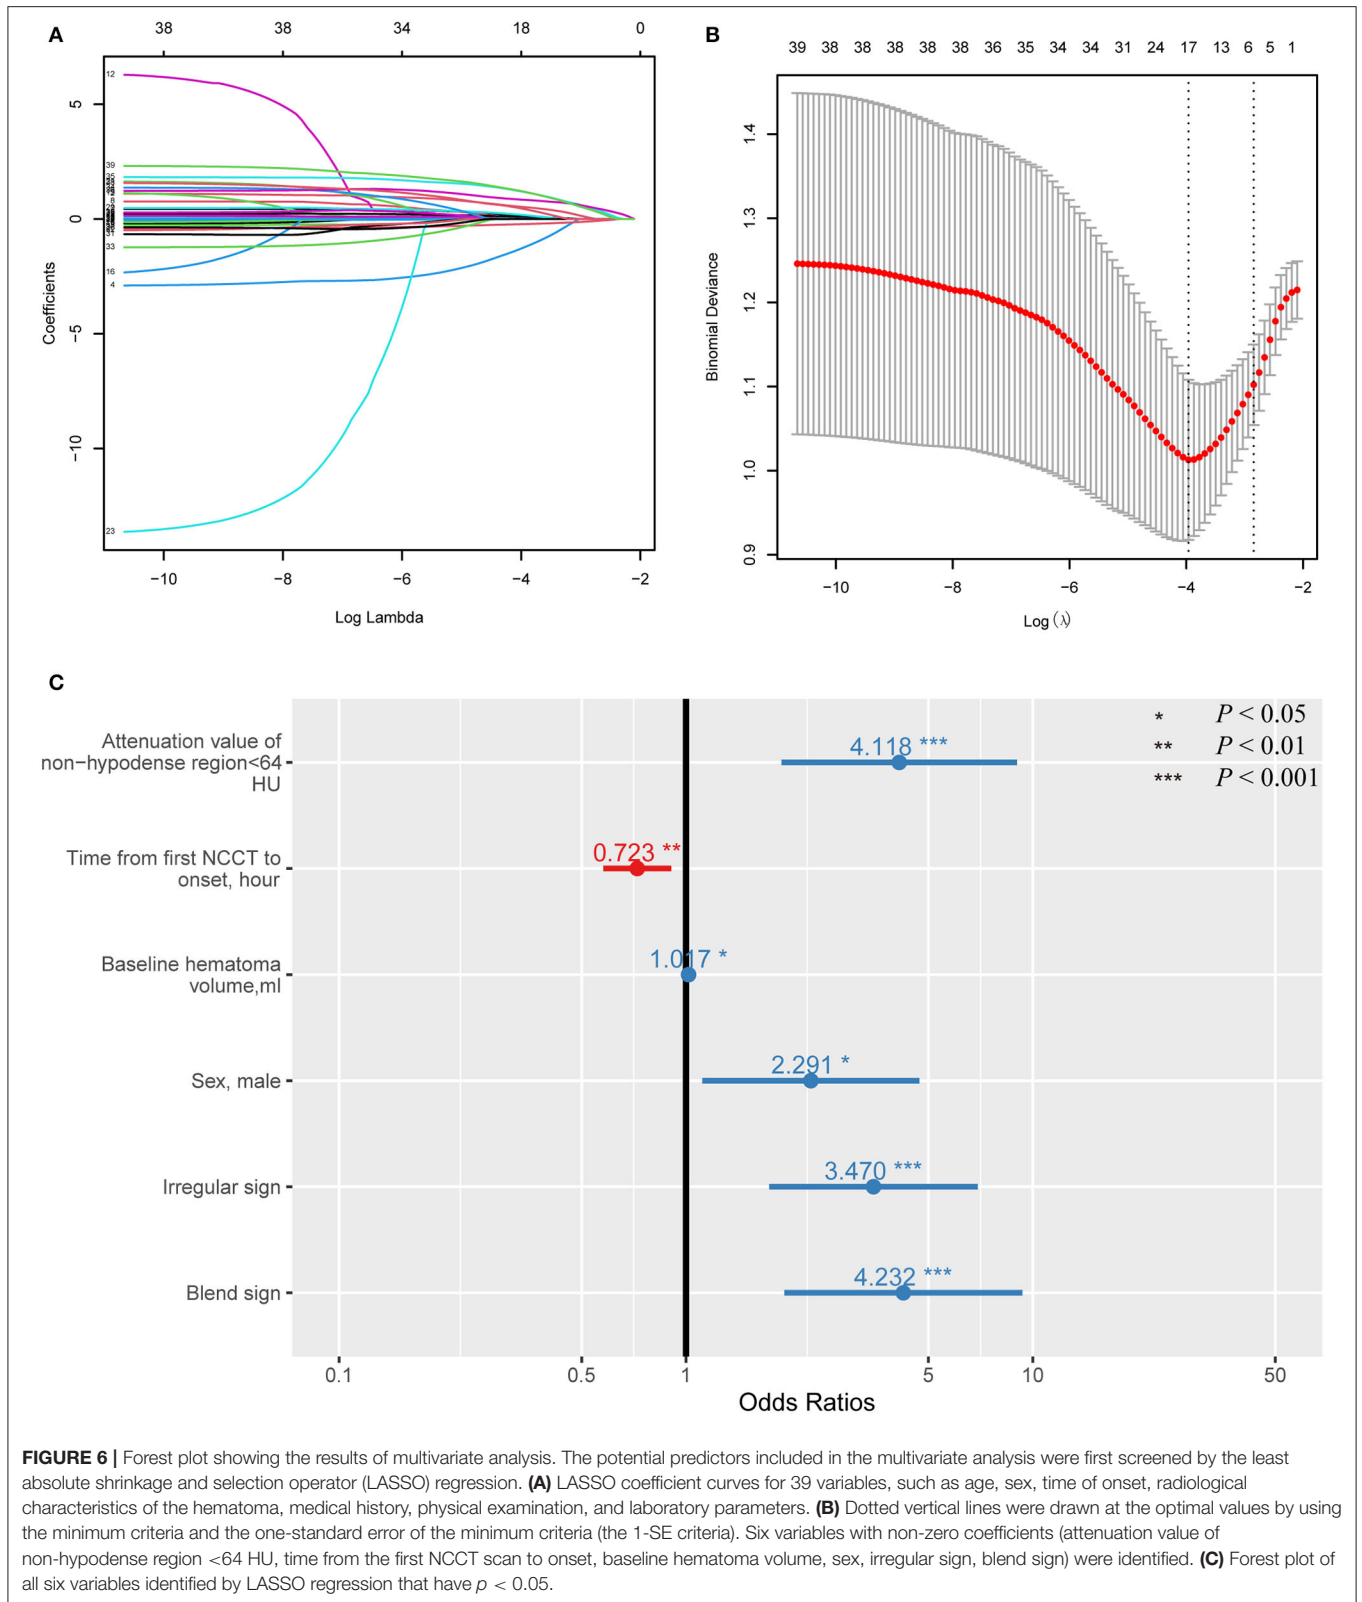 A
38 38 34 18 0
Coefficients
5
0
−5
−10
12
39
35
8
31
33
16
4
23
−10 −8 −6 −4 −2
Log Lambda
B
39 38 38 38 38 38 36 35 34 34 31 24 17 13 6 5 1
Binomial Deviance
1.4
1.3
1.2
1.1
1.0
0.9
−10 −8 −6 −4 −2
Log (λ)
C
* P < 0.05
** P < 0.01
*** P < 0.001
Attenuation value of
non−hypodense region<64
HU
4.118 ***
Time from first NCCT to
onset, hour
0.723 **
Baseline hematoma
volume,ml
1.017 *
Sex, male
2.291 *
Irregular sign
3.470 ***
Blend sign
4.232 ***
0.1 0.5 1 5 10 50
Odds Ratios
FIGURE 6 | Forest plot showing the results of multivariate analysis. The potential predictors included in the multivariate analysis were first screened by the least
absolute shrinkage and selection operator (LASSO) regression. (A) LASSO coefficient curves for 39 variables, such as age, sex, time of onset, radiological
characteristics of the hematoma, medical history, physical examination, and laboratory parameters. (B) Dotted vertical lines were drawn at the optimal values by using
the minimum criteria and the one-standard error of the minimum criteria (the 1-SE criteria). Six variables with non-zero coefficients (attenuation value of
non-hypodense region <64 HU, time from the first NCCT scan to onset, baseline hematoma volume, sex, irregular sign, blend sign) were identified. (C) Forest plot of
all six variables identified by LASSO regression that have p < 0.05.